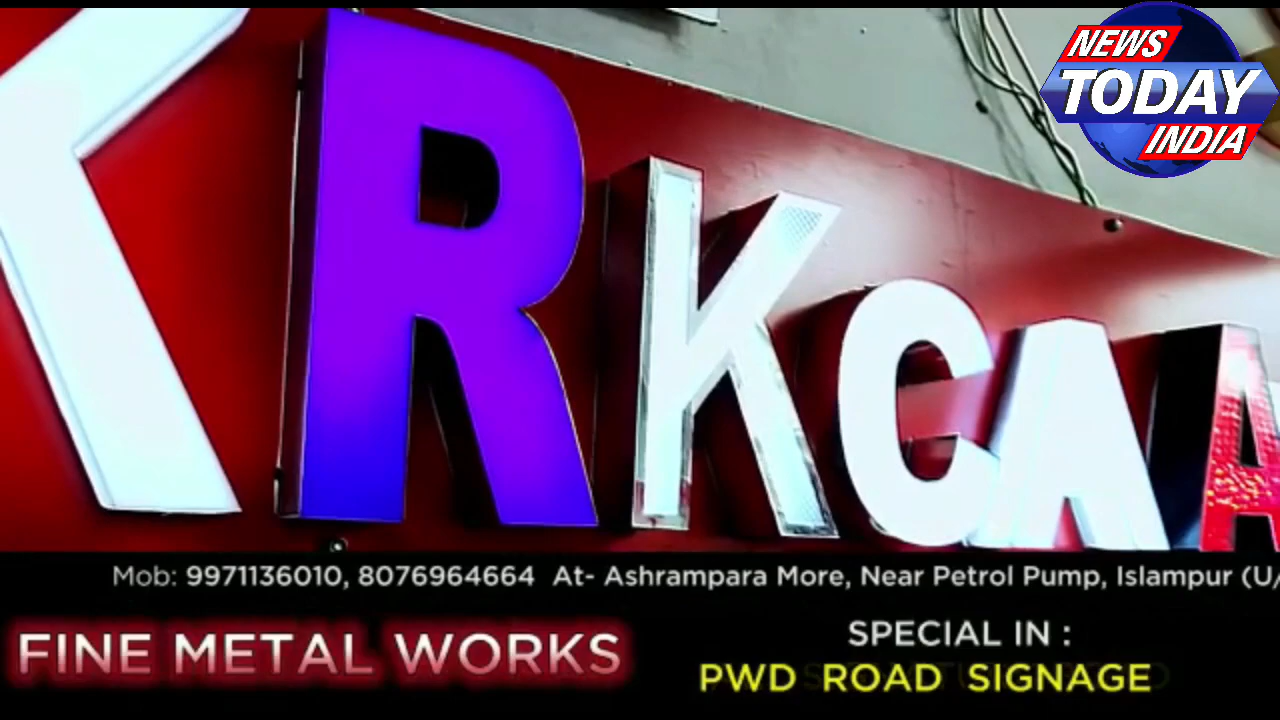 NEWS
TODAY
INDIA
K R K C A A
Mob: 9971136010, 8076964664 At- Ashrampara More, Near Petrol Pump, Islampur (U/
FINE METAL WORKS
SPECIAL IN :
PWD ROAD SIGNAGE